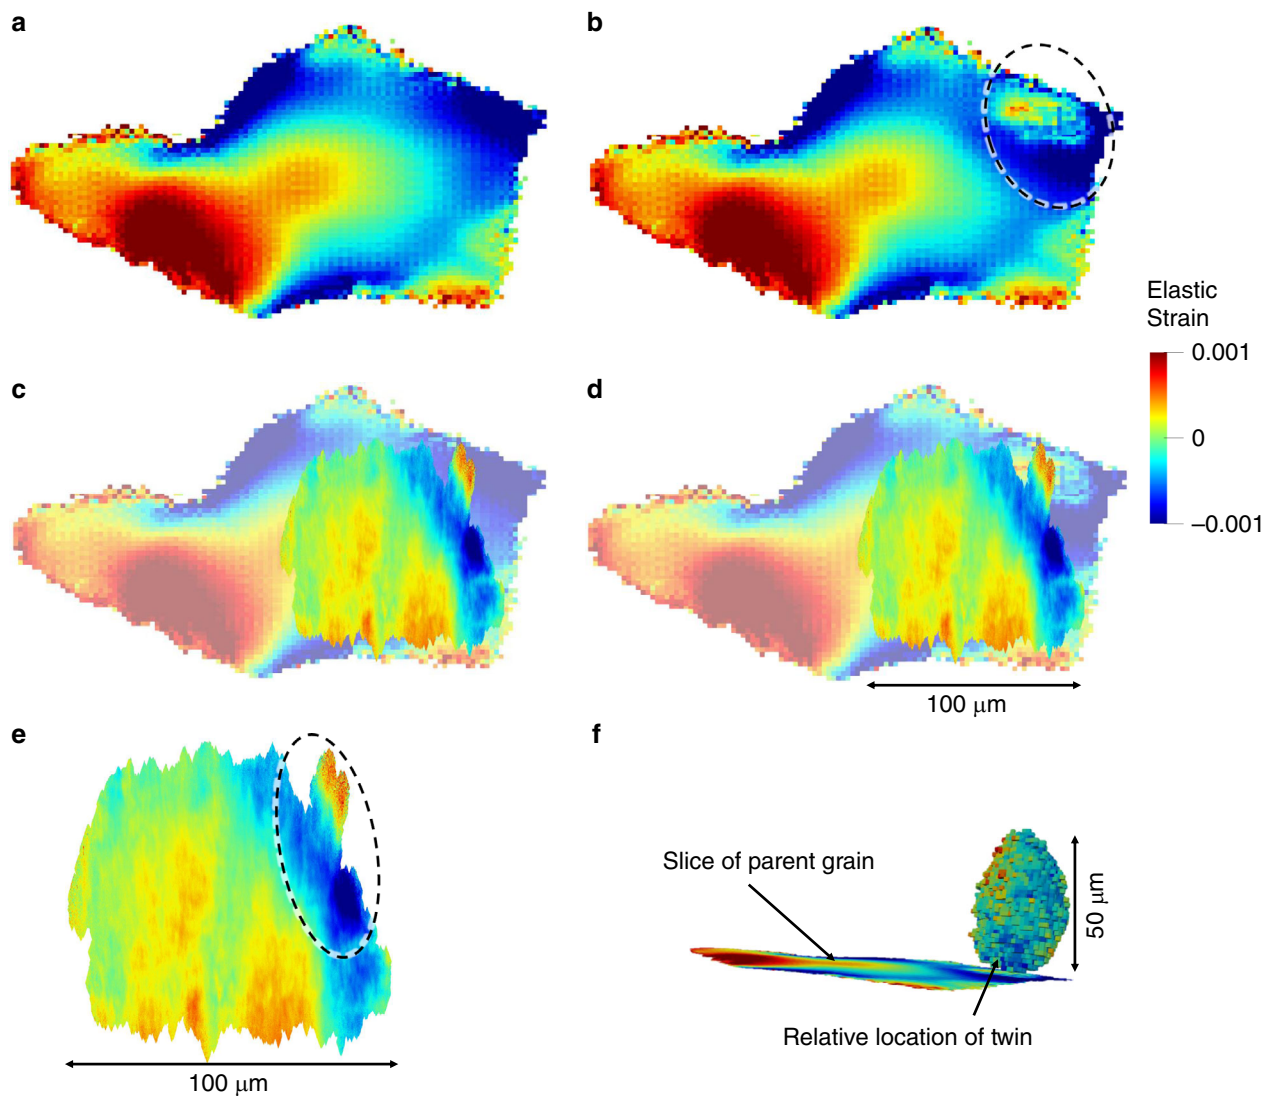 a
b
Elastic
Strain
0.001
0
–0.001
c
d
100 μm
e
f
Slice of parent grain
50 μm
Relative location of twin
100 μm